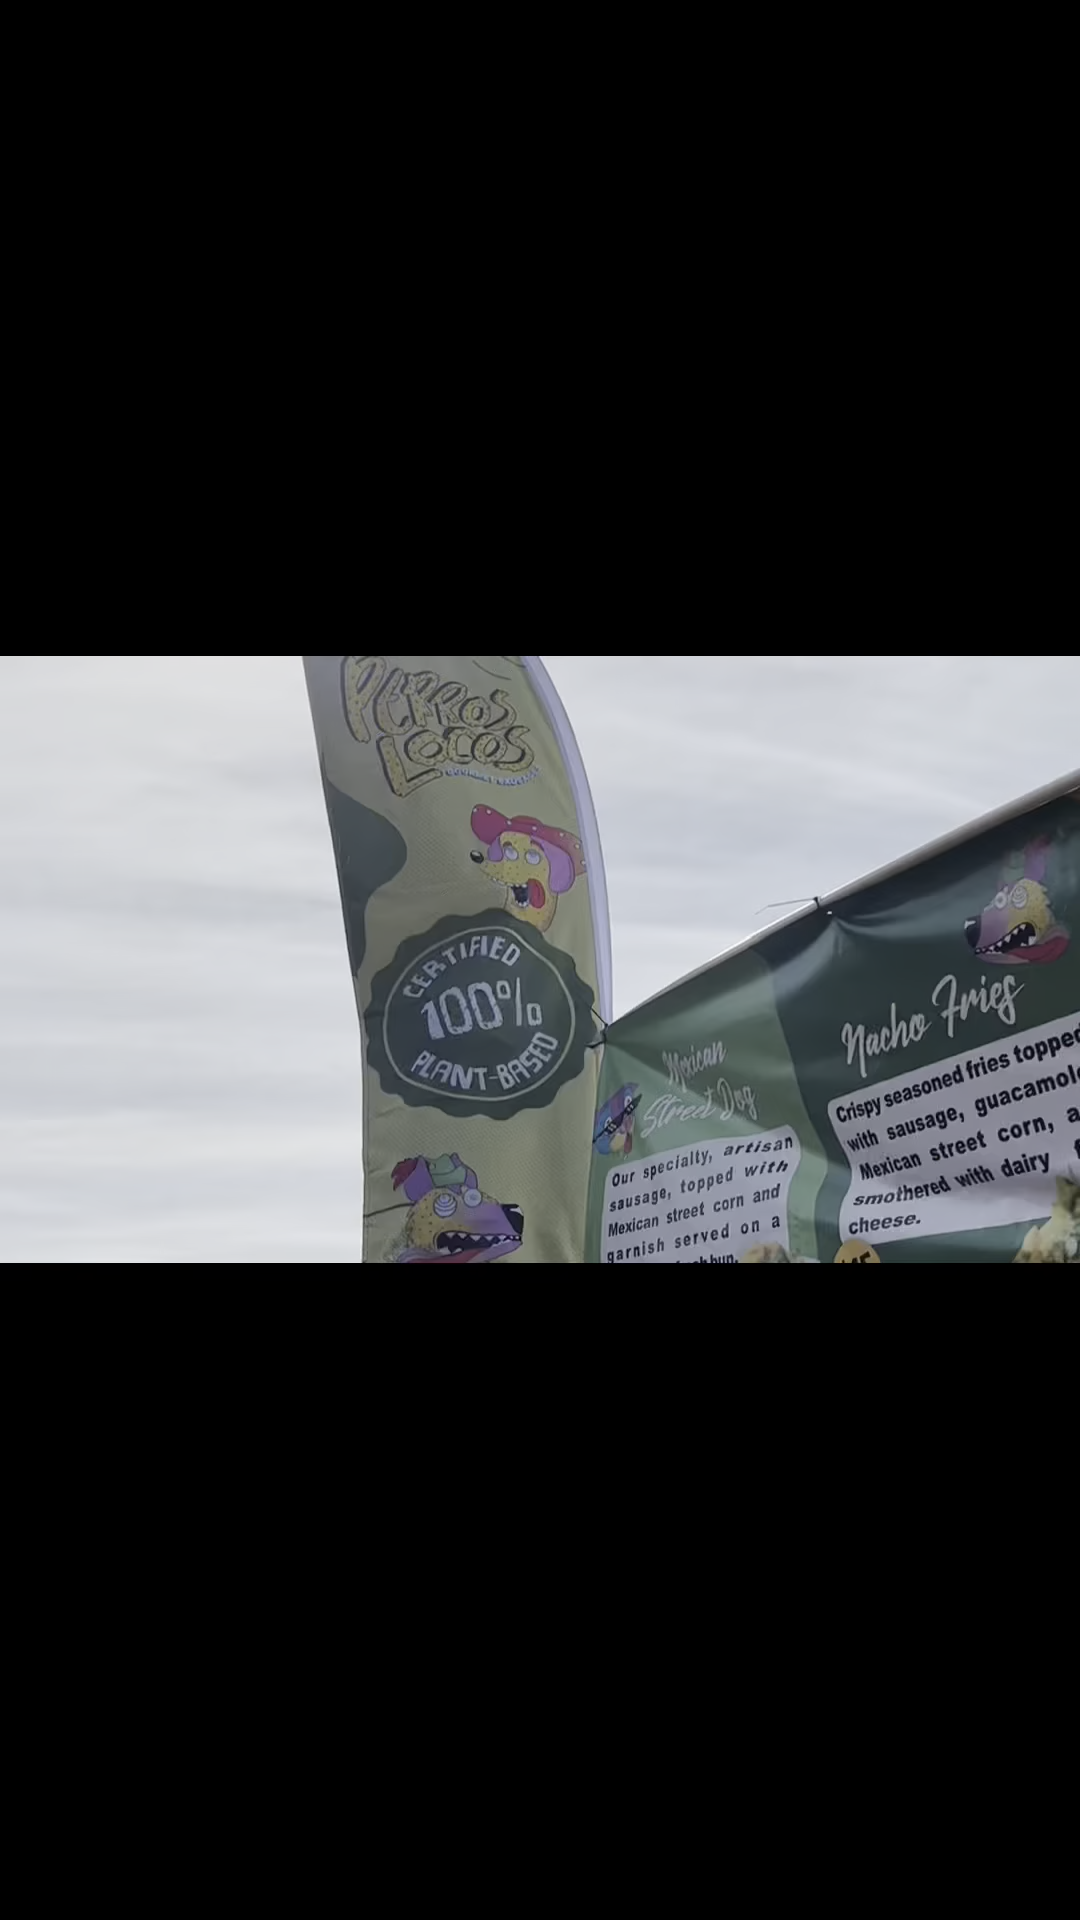 PERROS
LOCOS
CERTIFIED
100%
PLANT-BASED
Mexican
Street Dog
Our specialty, artisan
sausage, topped with
Mexican street corn and
garnish served on a
bun.
Nacho Fries
Crispy seasoned fries topped
with sausage, guacamole
Mexican street corn, a
smothered with dairy
cheese.